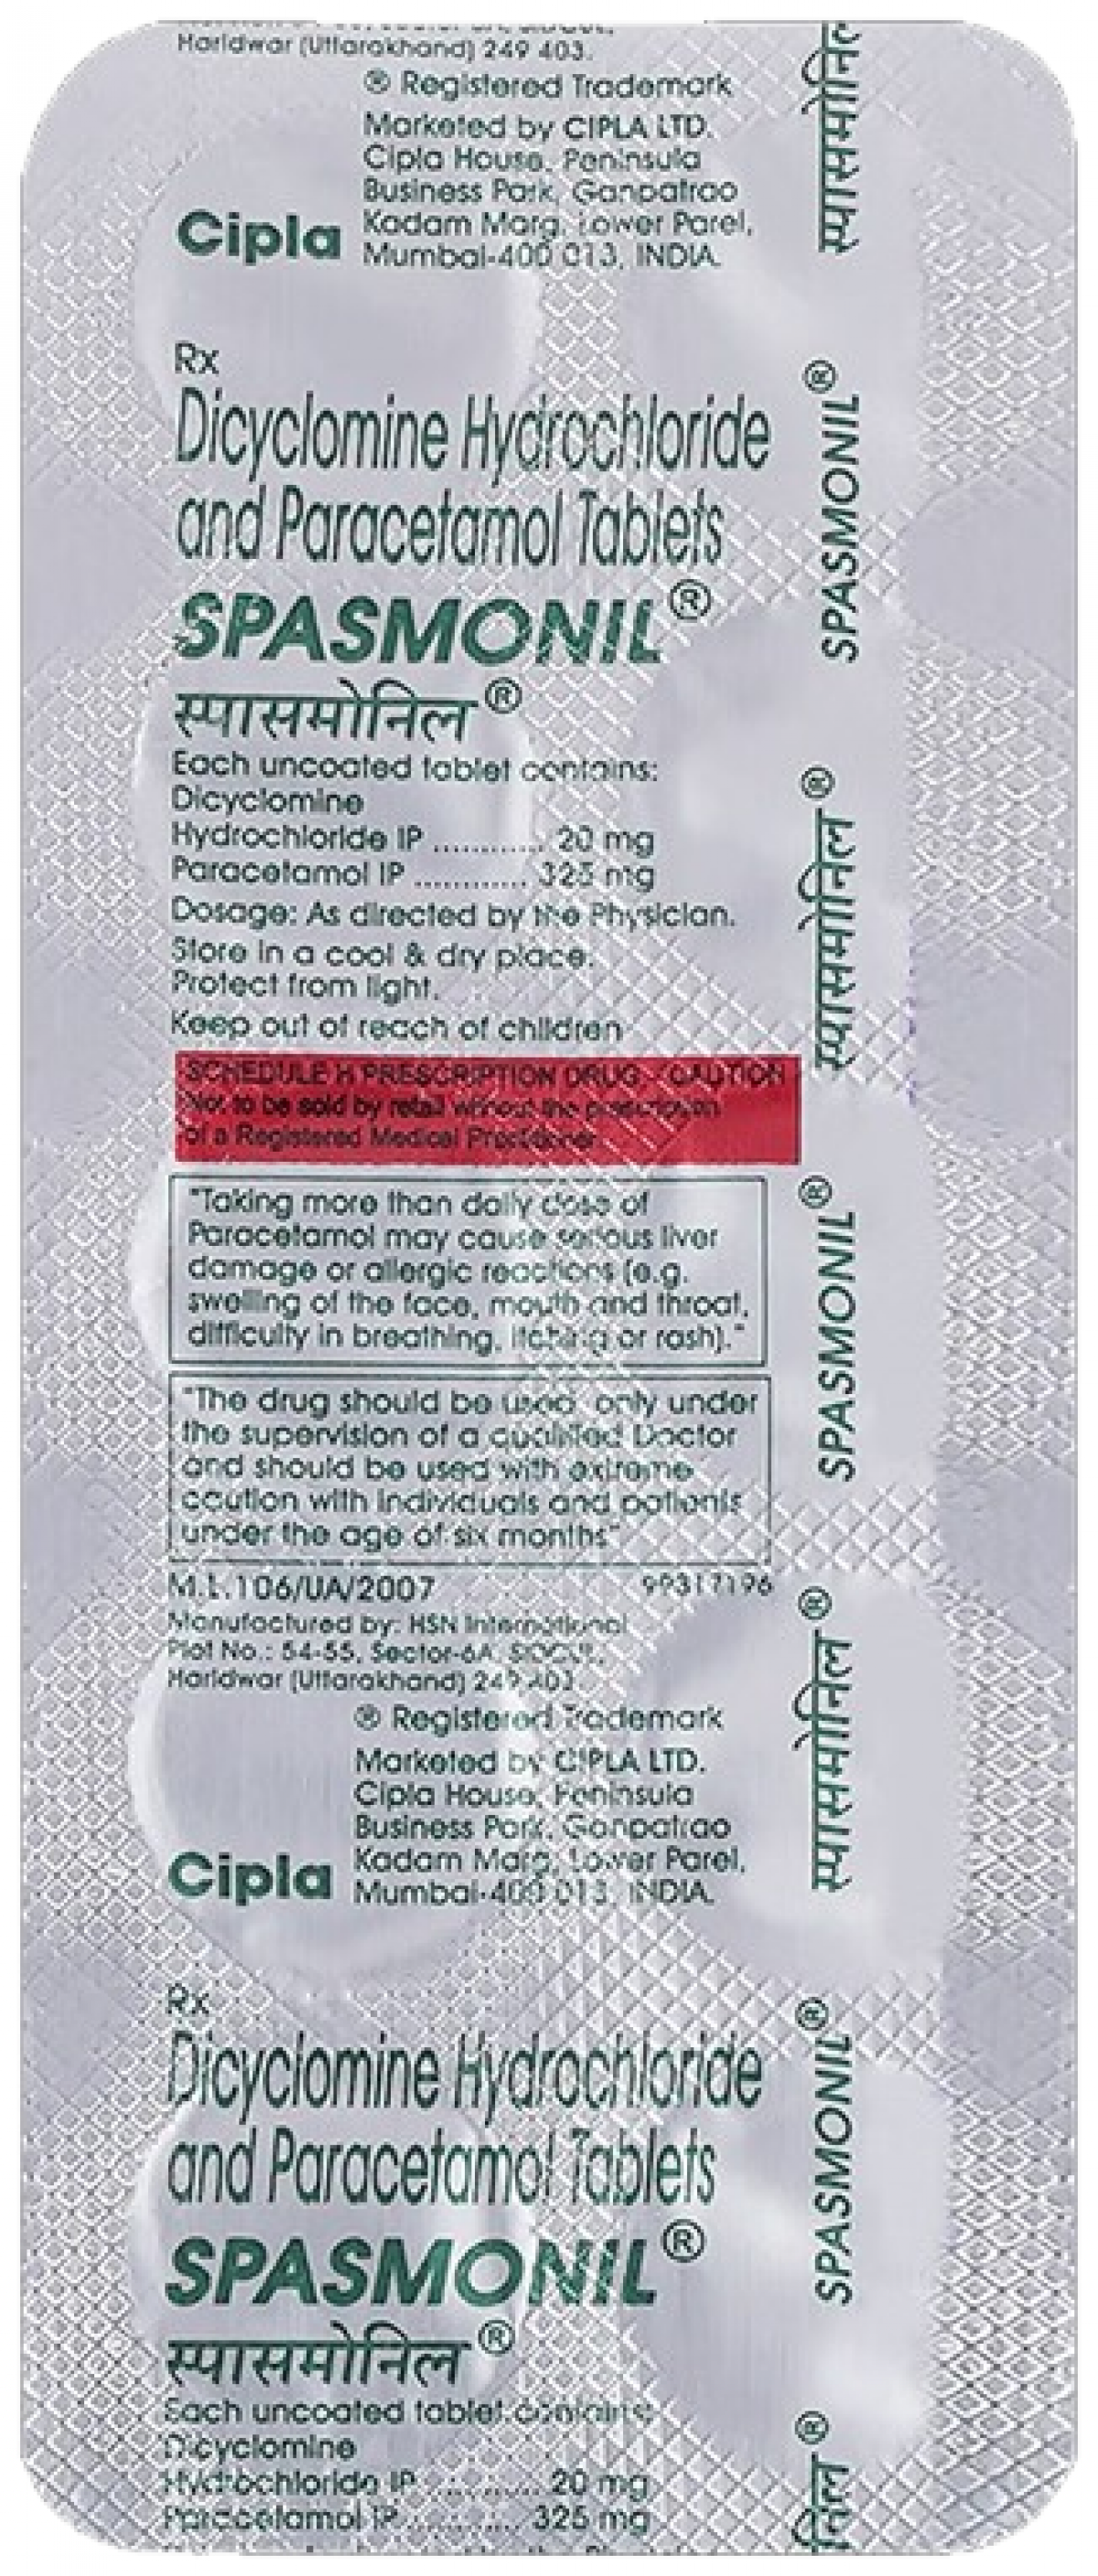 Haridwar (Uttarakhand) 249 403.
® Registered Trademark
Marketed by CIPLA LTD.
Cipla House, Peninsula
Business Park, Ganpatrao
Kadam Marg, Lower Parel,
Mumbai-400 013, INDIA.
Cipla
Rx
Dicyclomine Hydrochloride
and Paracetamol Tablets
SPASMONIL®
स्पासमोनिल®
Each uncoated tablet contains:
Dicyclomine
Hydrochloride IP ............ 20 mg
Paracetamol IP ............ 325 mg
Dosage: As directed by the Physician.
Store in a cool & dry place.
Protect from light.
Keep out of reach of children
SCHEDULE H PRESCRIPTION DRUG - CAUTION
Not to be sold by retail without the prescription
of a Registered Medical Practitioner.
"Taking more than daily dose of
Paracetamol may cause serious liver
damage or allergic reactions (e.g.
swelling of the face, mouth and throat,
difficulty in breathing, itching or rash)."
"The drug should be used only under
the supervision of a qualified Doctor
and should be used with extreme
caution with individuals and patients
under the age of six months"
M.L.106/UA/2007 99317196
Manufactured by: HSN International
Plot No.: 54-55, Sector-6A, SIDCUL,
Haridwar (Uttarakhand) 249 403.
® Registered Trademark
Marketed by CIPLA LTD.
Cipla House, Peninsula
Business Park, Ganpatrao
Kadam Marg, Lower Parel,
Mumbai-400 013, INDIA.
Cipla
Rx
Dicyclomine Hydrochloride
and Paracetamol Tablets
SPASMONIL®
स्पासमोनिल®
Each uncoated tablet contains:
Dicyclomine
Hydrochloride IP ............ 20 mg
Paracetamol IP ............ 325 mg
स्पासमोनि
SPASMONIL®
स्पासमोनिल®
SPASMONIL®
स्पासमोनिल®
SPASMONIL®
निल®